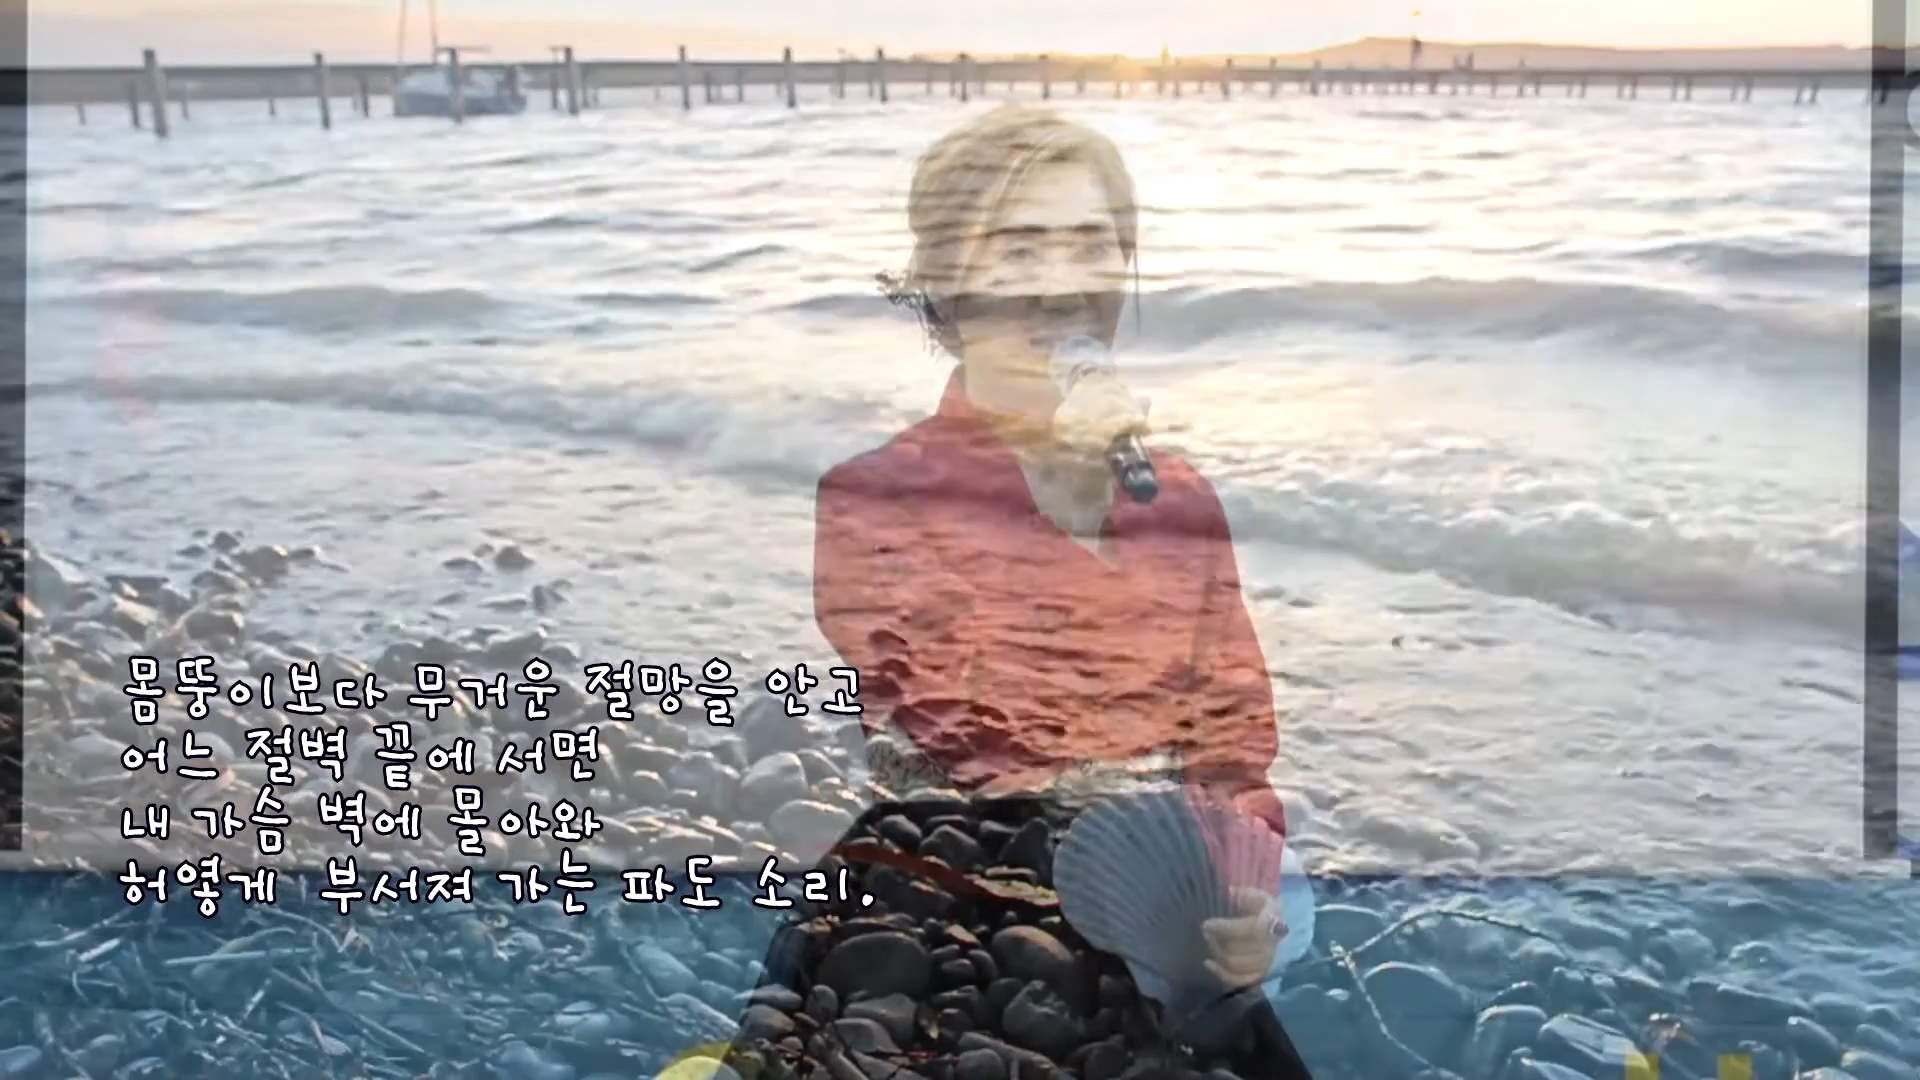 몸뚱이보다 무거운 절망을 안고
어느 절벽 끝에 서면
내 가슴 벽에 몰아와
허옇게 부서져 가는 파도 소리.